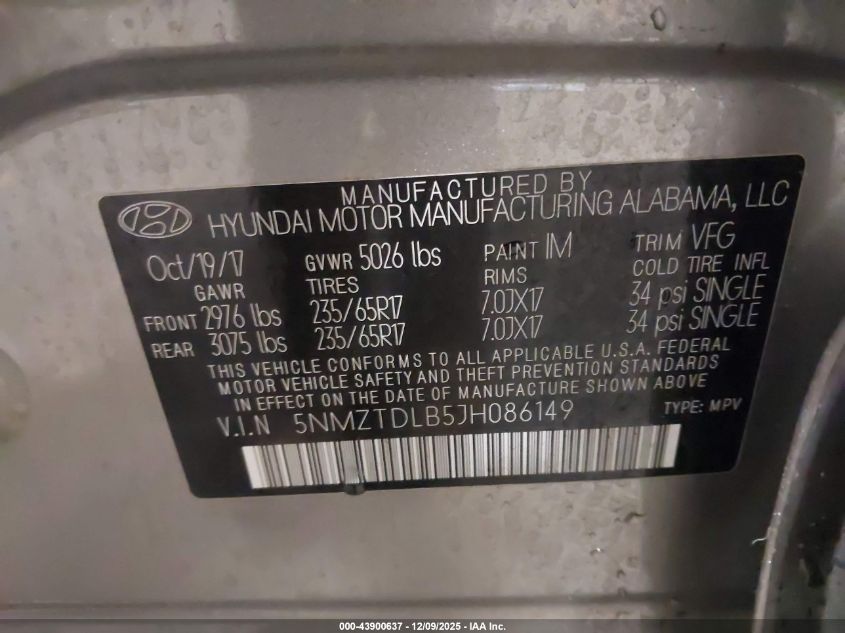 MANUFACTURED BY
HYUNDAI MOTOR MANUFACTURING ALABAMA, LLC
Oct/19/17 GVWR 5026 lbs PAINT IM TRIM VFG
GAWR TIRES RIMS COLD TIRE INFL
FRONT 2976 lbs 235/65R17 7.0JX17 34 psi SINGLE
REAR 3075 lbs 235/65R17 7.0JX17 34 psi SINGLE
THIS VEHICLE CONFORMS TO ALL APPLICABLE U.S.A. FEDERAL
MOTOR VEHICLE SAFETY AND THEFT PREVENTION STANDARDS
IN EFFECT ON THE DATE OF MANUFACTURE SHOWN ABOVE
V.I.N 5NMZTDLB5JH086149 TYPE: MPV
000-43900637 - 12/09/2025 - IAA Inc.